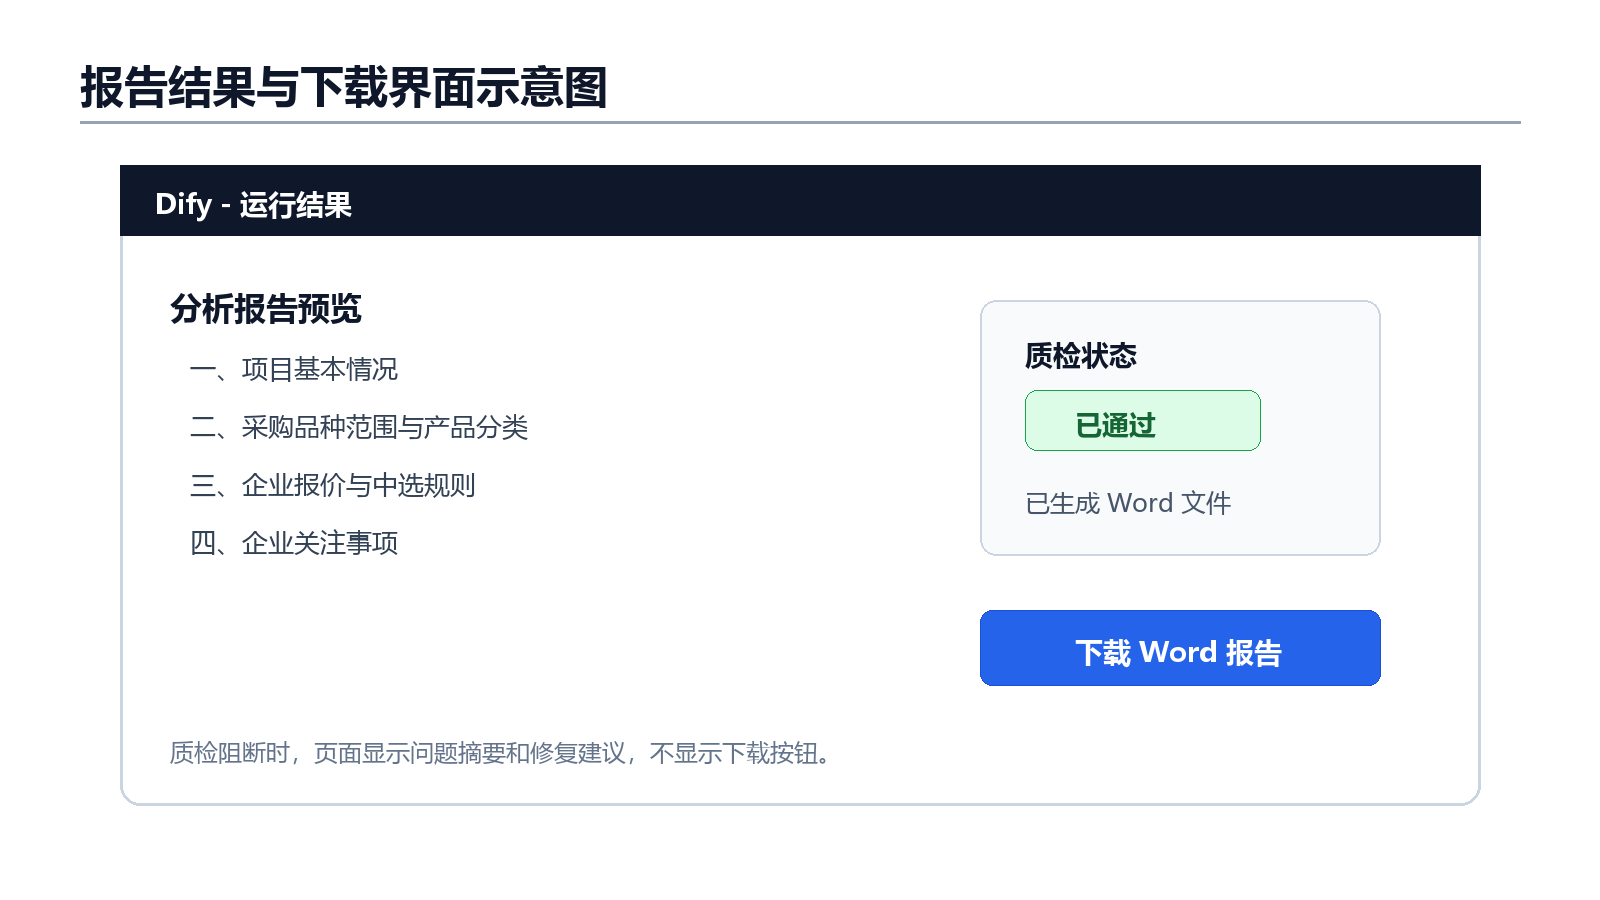 报告结果与下载界面示意图
Dify - 运行结果
分析报告预览
一、项目基本情况
二、采购品种范围与产品分类
三、企业报价与中选规则
四、企业关注事项
质检状态
已通过
已生成 Word 文件
下载 Word 报告
质检阻断时，页面显示问题摘要和修复建议，不显示下载按钮。